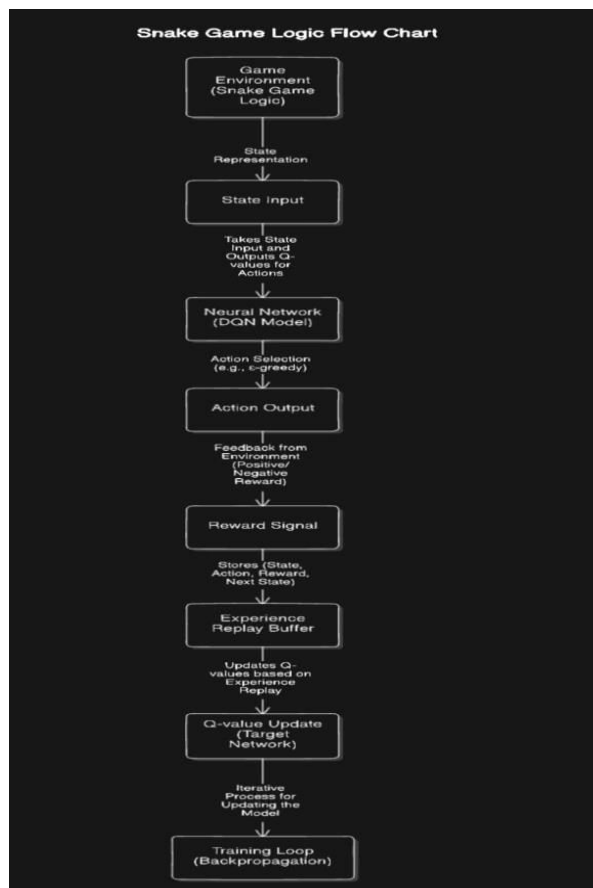 Snake Game Logic Flow Chart
Game
Environment
(Snake Game
Logic)
State
Representation
State Input
Takes State
Input and
Outputs Q-
values for
Actions
Neural Network
(DQN Model)
Action Selection
(e.g., ε-greedy)
Action Output
Feedback from
Environment
(Positive/
Negative
Reward)
Reward Signal
Stores (State,
Action, Reward,
Next State)
Experience
Replay Buffer
Updates Q-
values based on
Experience
Replay
Q-value Update
(Target
Network)
Iterative
Process for
Updating the
Model
Training Loop
(Backpropagation)